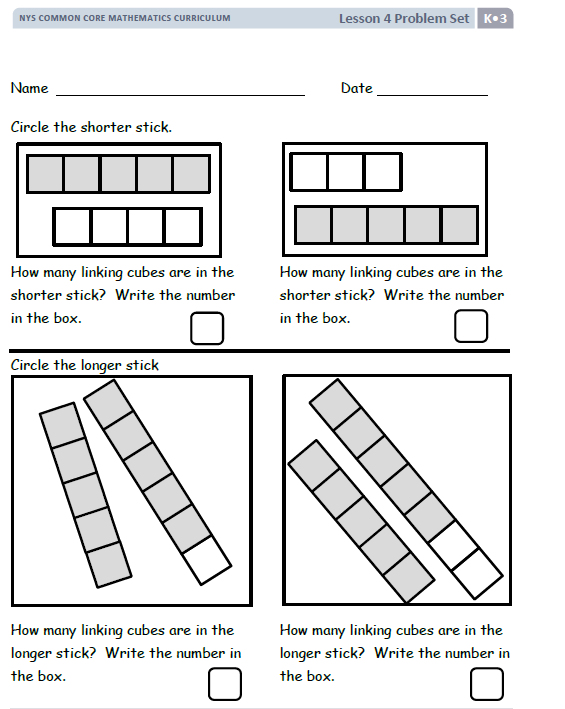 NYS COMMON CORE MATHEMATICS CURRICULUM Lesson 4 Problem Set K•3
Name Date
Circle the shorter stick.
How many linking cubes are in the
shorter stick? Write the number
in the box.
How many linking cubes are in the
shorter stick? Write the number
in the box.
Circle the longer stick
How many linking cubes are in the
longer stick? Write the number in
the box.
How many linking cubes are in the
longer stick? Write the number in
the box.